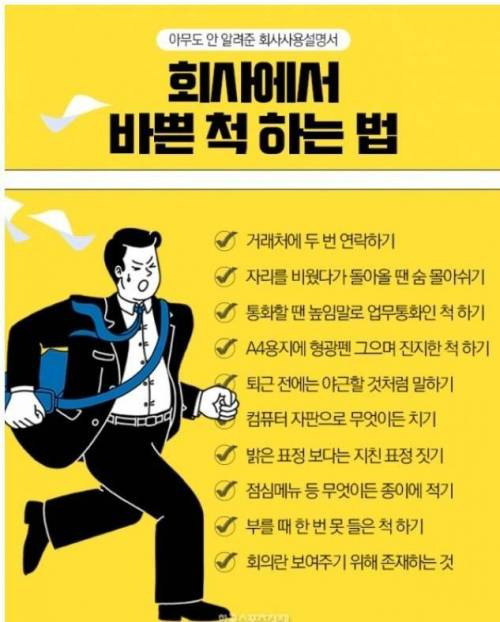 아무도 안 알려준 회사사용설명서
회사에서
바쁜 척 하는 법
거래처에 두 번 연락하기
자리를 비웠다가 돌아올 땐 숨 몰아쉬기
통화할 땐 높임말로 업무통화인 척 하기
A4용지에 형광펜 그으며 진지한 척 하기
퇴근 전에는 야근할 것처럼 말하기
컴퓨터 자판으로 무엇이든 치기
밝은 표정 보다는 지친 표정 짓기
점심메뉴 등 무엇이든 종이에 적기
부를 때 한 번 못 들은 척 하기
회의란 보여주기 위해 존재하는 것